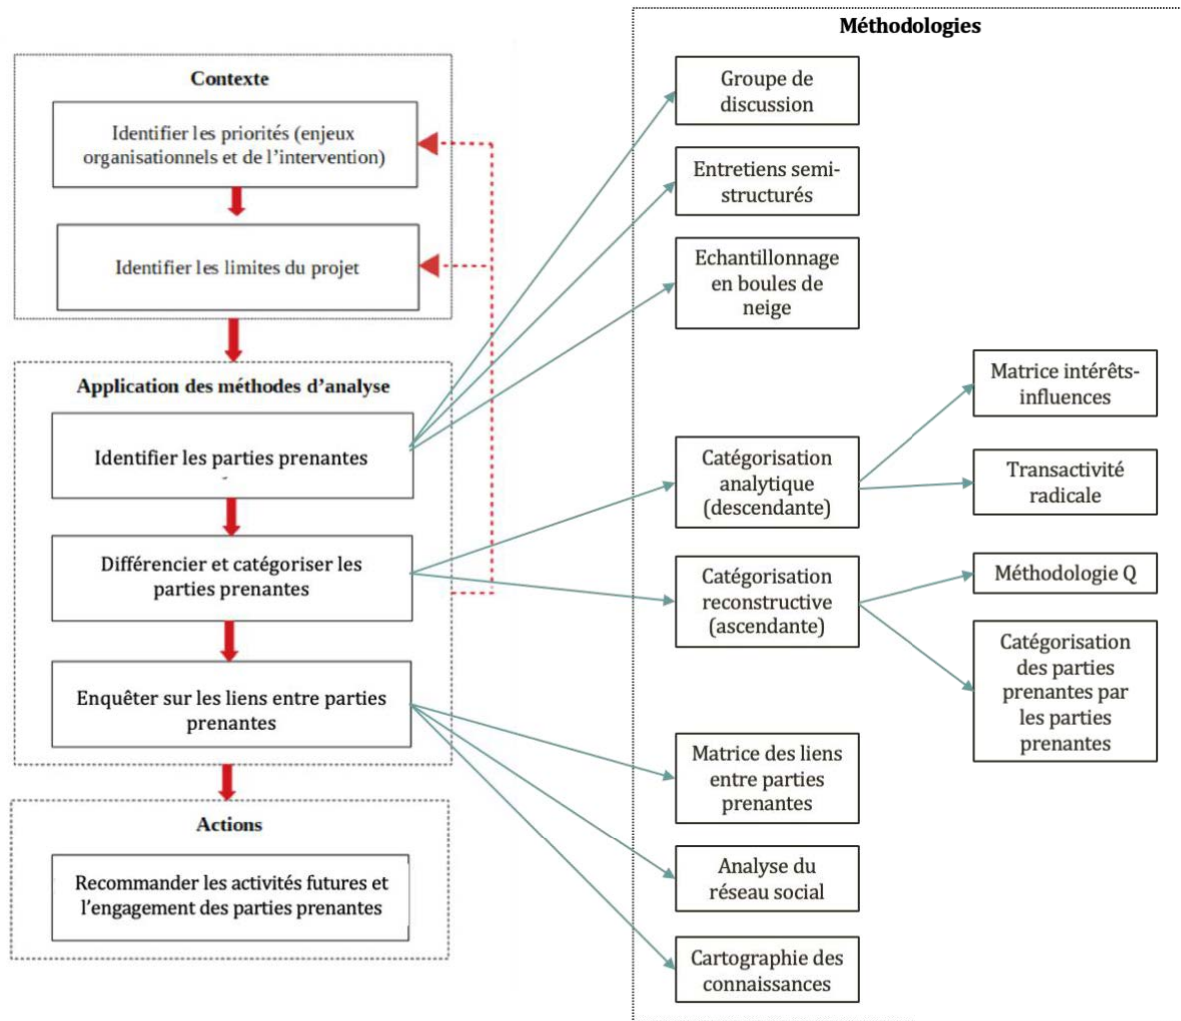 Contexte
Identifier les priorités (enjeux
organisationnels et de l'intervention)
Identifier les limites du projet
Application des méthodes d'analyse
Identifier les parties prenantes
Différencier et catégoriser les
parties prenantes
Enquêter sur les liens entre parties
prenantes
Actions
Recommander les activités futures et
l'engagement des parties prenantes
Méthodologies
Groupe de
discussion
Entretiens semi-
structurés
Echantillonnage
en boules de
neige
Catégorisation
analytique
(descendante)
Catégorisation
reconstructive
(ascendante)
Matrice des liens
entre parties
prenantes
Analyse du
réseau social
Cartographie des
connaissances
Matrice intérêts-
influences
Transactivité
radicale
Méthodologie Q
Catégorisation
des parties
prenantes par
les parties
prenantes